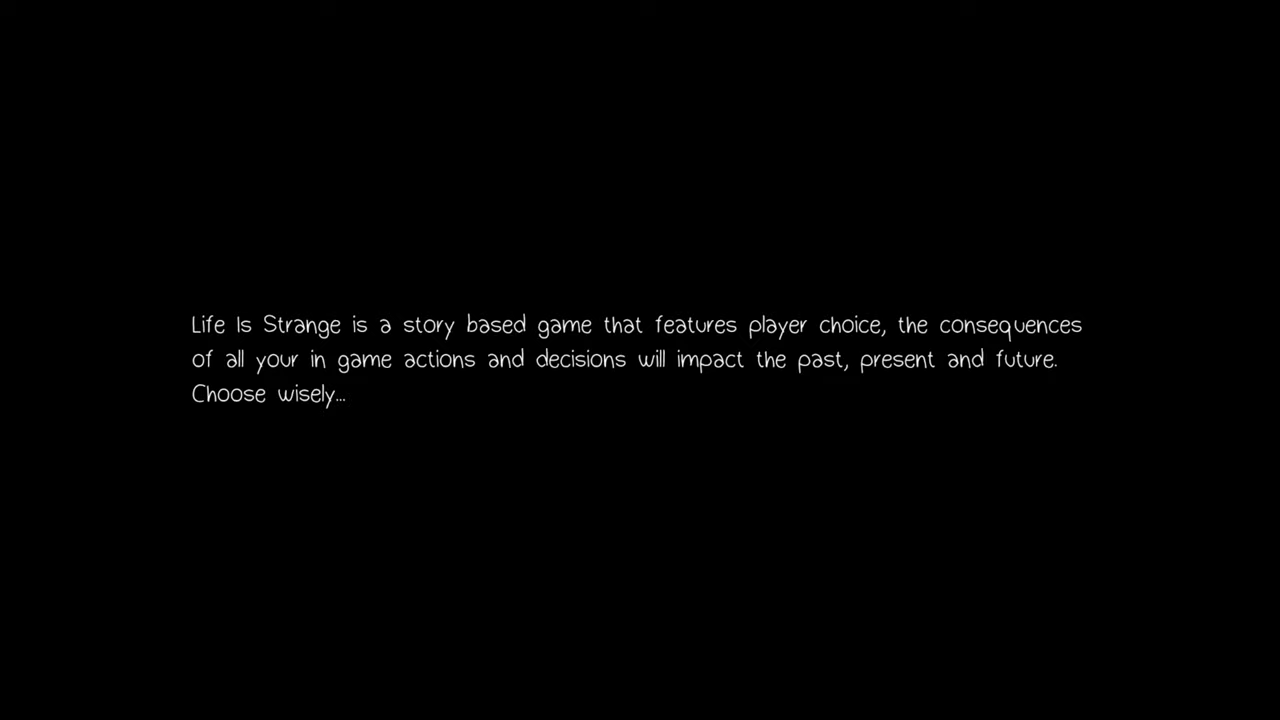 Life Is Strange is a story based game that features player choice, the consequences
of all your in game actions and decisions will impact the past, present and future.
Choose wisely...